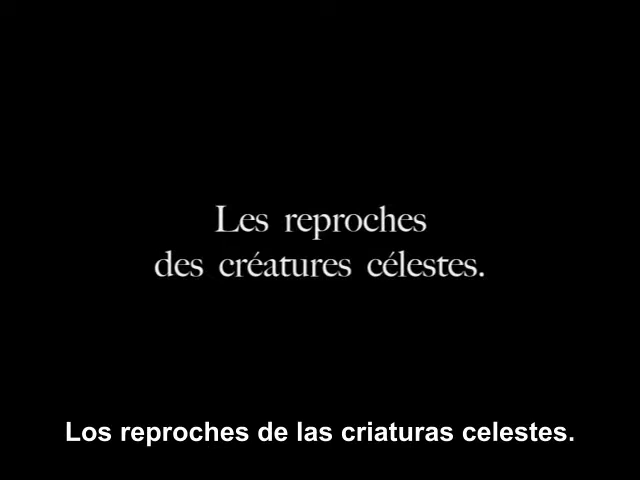 Les reproches
des créatures célestes.
Los reproches de las criaturas celestes.